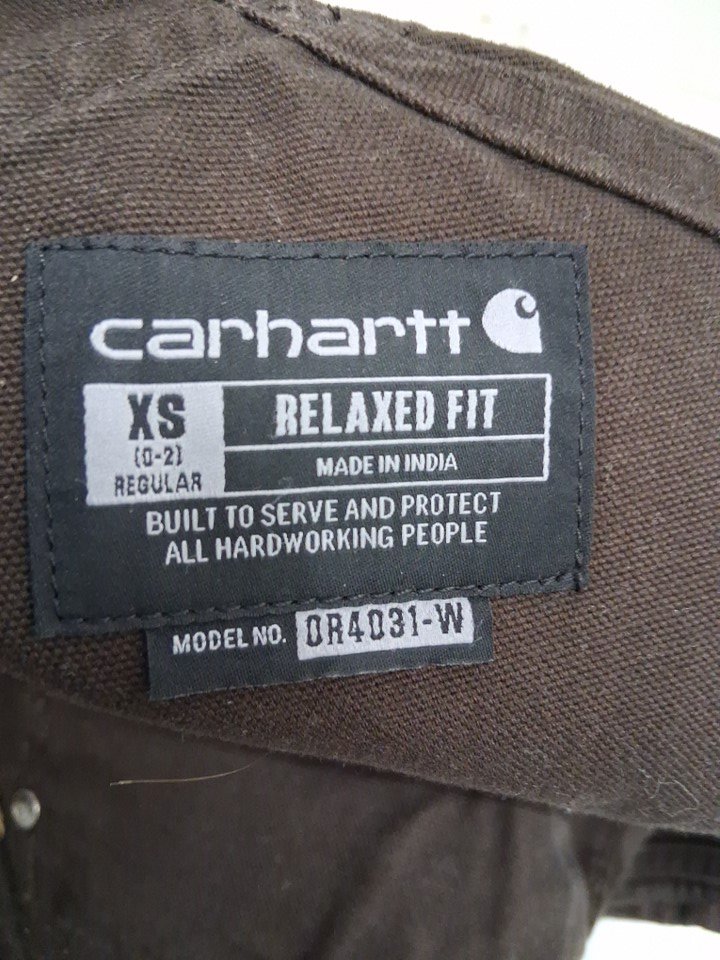 carhartt
XS
(0-2)
REGULAR
RELAXED FIT
MADE IN INDIA
BUILT TO SERVE AND PROTECT
ALL HARDWORKING PEOPLE
MODEL NO. OR4031-W